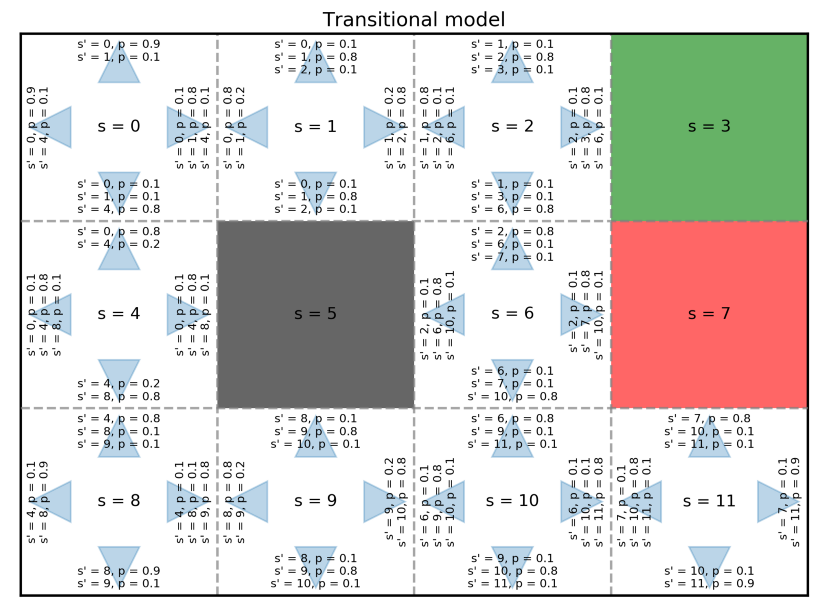 Transitional model
s' = 0, p = 0.9
s' = 1, p = 0.1
s' = 0, p = 0.9
s' = 4, p = 0.1
s = 0
s' = 0, p = 0.1
s' = 1, p = 0.8
s' = 4, p = 0.1
s' = 0, p = 0.1
s' = 1, p = 0.1
s' = 4, p = 0.8
s' = 0, p = 0.1
s' = 1, p = 0.8
s' = 2, p = 0.1
s' = 0, p = 0.8
s' = 1, p = 0.2
s = 1
s' = 1, p = 0.2
s' = 2, p = 0.8
s' = 0, p = 0.1
s' = 1, p = 0.8
s' = 2, p = 0.1
s' = 1, p = 0.1
s' = 2, p = 0.8
s' = 3, p = 0.1
s' = 1, p = 0.8
s' = 2, p = 0.1
s' = 6, p = 0.1
s = 2
s' = 2, p = 0.1
s' = 3, p = 0.8
s' = 6, p = 0.1
s' = 1, p = 0.1
s' = 3, p = 0.1
s' = 6, p = 0.8
s = 3
s' = 0, p = 0.8
s' = 4, p = 0.2
s' = 0, p = 0.1
s' = 4, p = 0.8
s' = 8, p = 0.1
s = 4
s' = 0, p = 0.1
s' = 4, p = 0.8
s' = 8, p = 0.1
s' = 4, p = 0.2
s' = 8, p = 0.8
s = 5
s' = 2, p = 0.8
s' = 6, p = 0.1
s' = 7, p = 0.1
s' = 2, p = 0.1
s' = 6, p = 0.8
s' = 10, p = 0.1
s = 6
s' = 2, p = 0.1
s' = 7, p = 0.8
s' = 10, p = 0.1
s' = 6, p = 0.1
s' = 7, p = 0.1
s' = 10, p = 0.8
s = 7
s' = 4, p = 0.8
s' = 8, p = 0.1
s' = 9, p = 0.1
s' = 4, p = 0.1
s' = 8, p = 0.9
s = 8
s' = 4, p = 0.1
s' = 8, p = 0.1
s' = 9, p = 0.8
s' = 8, p = 0.9
s' = 9, p = 0.1
s' = 8, p = 0.1
s' = 9, p = 0.8
s' = 10, p = 0.1
s' = 8, p = 0.8
s' = 9, p = 0.2
s = 9
s' = 9, p = 0.2
s' = 10, p = 0.8
s' = 8, p = 0.1
s' = 9, p = 0.8
s' = 10, p = 0.1
s' = 6, p = 0.8
s' = 9, p = 0.1
s' = 11, p = 0.1
s' = 6, p = 0.1
s' = 9, p = 0.8
s' = 10, p = 0.1
s = 10
s' = 6, p = 0.1
s' = 10, p = 0.1
s' = 11, p = 0.8
s' = 9, p = 0.1
s' = 10, p = 0.8
s' = 11, p = 0.1
s' = 7, p = 0.8
s' = 10, p = 0.1
s' = 11, p = 0.1
s' = 7, p = 0.1
s' = 10, p = 0.8
s' = 11, p = 0.1
s = 11
s' = 7, p = 0.1
s' = 11, p = 0.9
s' = 10, p = 0.1
s' = 11, p = 0.9